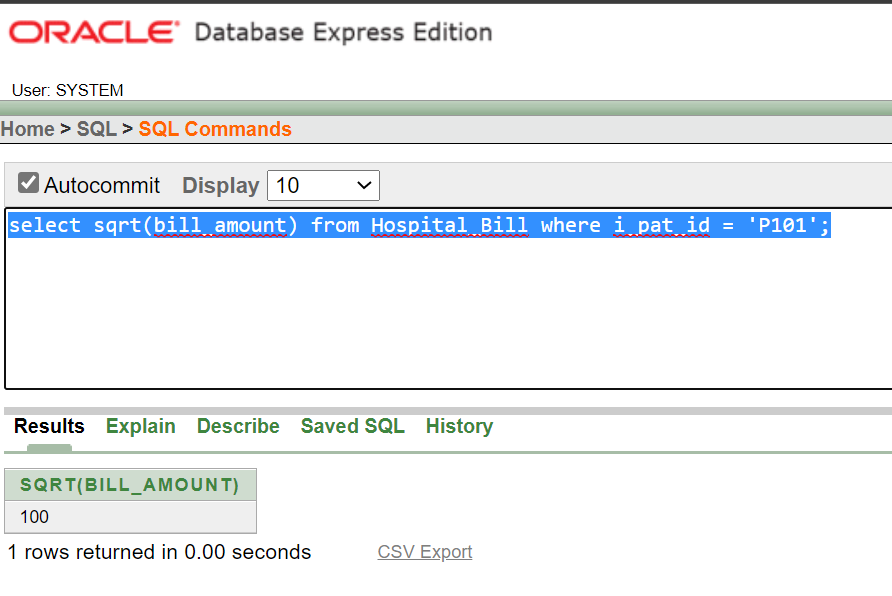 ORACLE® Database Express Edition
User: SYSTEM
Home > SQL > SQL Commands
Autocommit Display 10
select sqrt(bill_amount) from Hospital_Bill where i_pat_id = 'P101';
Results Explain Describe Saved SQL History
SQRT(BILL_AMOUNT)
100
1 rows returned in 0.00 seconds CSV Export